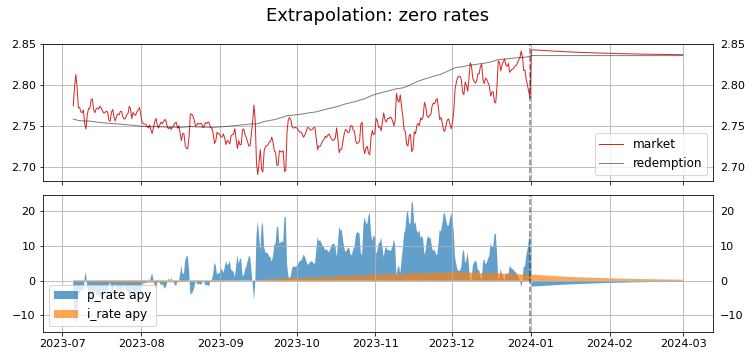 Extrapolation: zero rates
2.85 2.85
2.80 2.80
2.75 2.75
2.70 2.70
market
redemption
20 20
10 10
0 0
−10 −10
p_rate apy
i_rate apy
2023-07 2023-08 2023-09 2023-10 2023-11 2023-12 2024-01 2024-02 2024-03